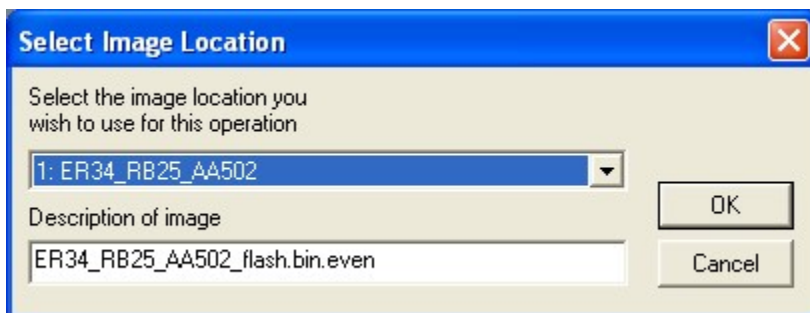 Select Image Location
Select the image location you
wish to use for this operation
1: ER34_RB25_AA502
OK
Description of image
ER34_RB25_AA502_flash.bin.even
Cancel